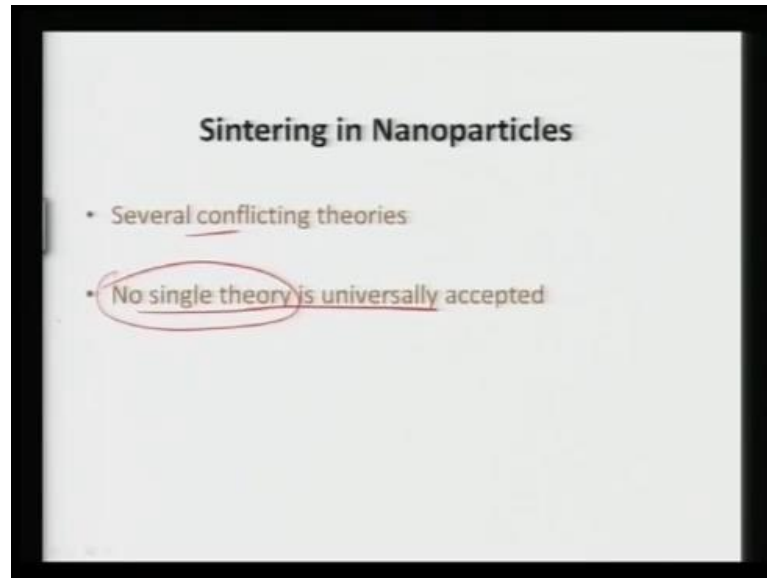 Sintering in Nanoparticles
• Several conflicting theories
• No single theory is universally accepted